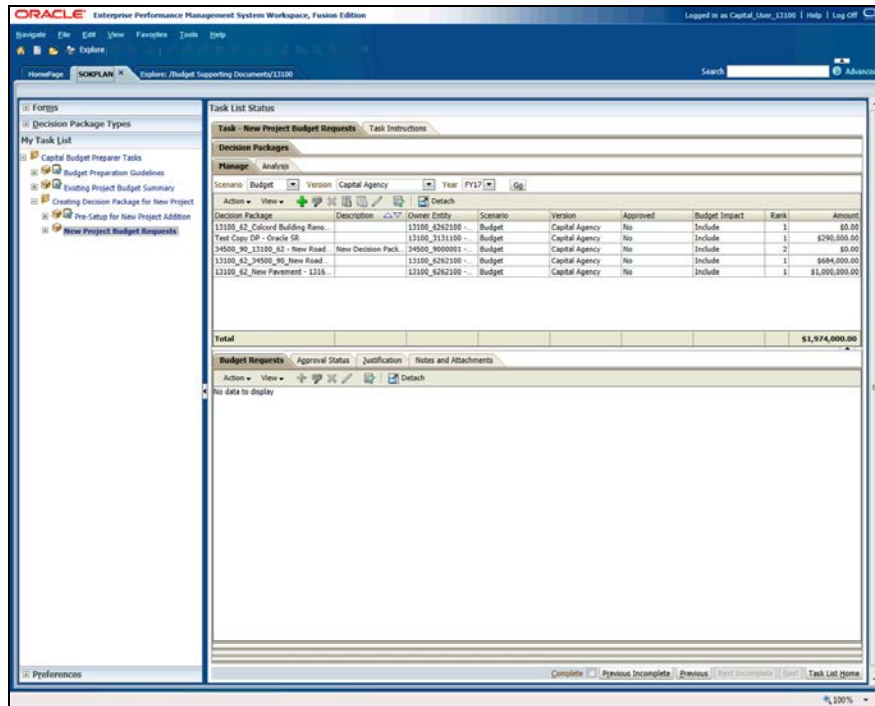 ORACLE Enterprise Performance Management System Workspace, Fusion Edition
Logged in as Capital_User_13100 | Help | Log Off
Navigate File Edit View Favorites Tools Help
Explore
HomePage SOKPLAN × Explore: /Budget Supporting Documents/13100
Search Advanced
Forms
Decision Package Types
My Task List
Capital Budget Preparer Tasks
Budget Preparation Guidelines
Existing Project Budget Summary
Creating Decision Package for New Project
Pre-Setup for New Project Addition
New Project Budget Requests
Preferences
Task List Status
Task - New Project Budget Requests Task Instructions
Decision Packages
Manage Analysis
Scenario Budget Version Capital Agency Year FY17 Go
Action View Detach
Decision Package Description Owner Entity Scenario Version Approved Budget Impact Rank Amount
13100_62_Colcord Building Reno... 13100_6262100 -... Budget Capital Agency No Include 1 $0.00
Test Copy DP - Oracle SR 13100_3131100 -... Budget Capital Agency No Include 1 $290,000.00
34500_90_13100_62 - New Road... New Decision Pack... 34500_9000001 -... Budget Capital Agency No Include 2 $0.00
13100_62_34500_90_New Road... 13100_6262100 -... Budget Capital Agency No Include 1 $684,000.00
13100_62_New Pavement - 1316... 13100_6262100 -... Budget Capital Agency No Include 1 $1,000,000.00
Total $1,974,000.00
Budget Requests Approval Status Justification Notes and Attachments
Action View Detach
No data to display
Complete Previous Incomplete Previous Next Incomplete Next Task List Home
100%